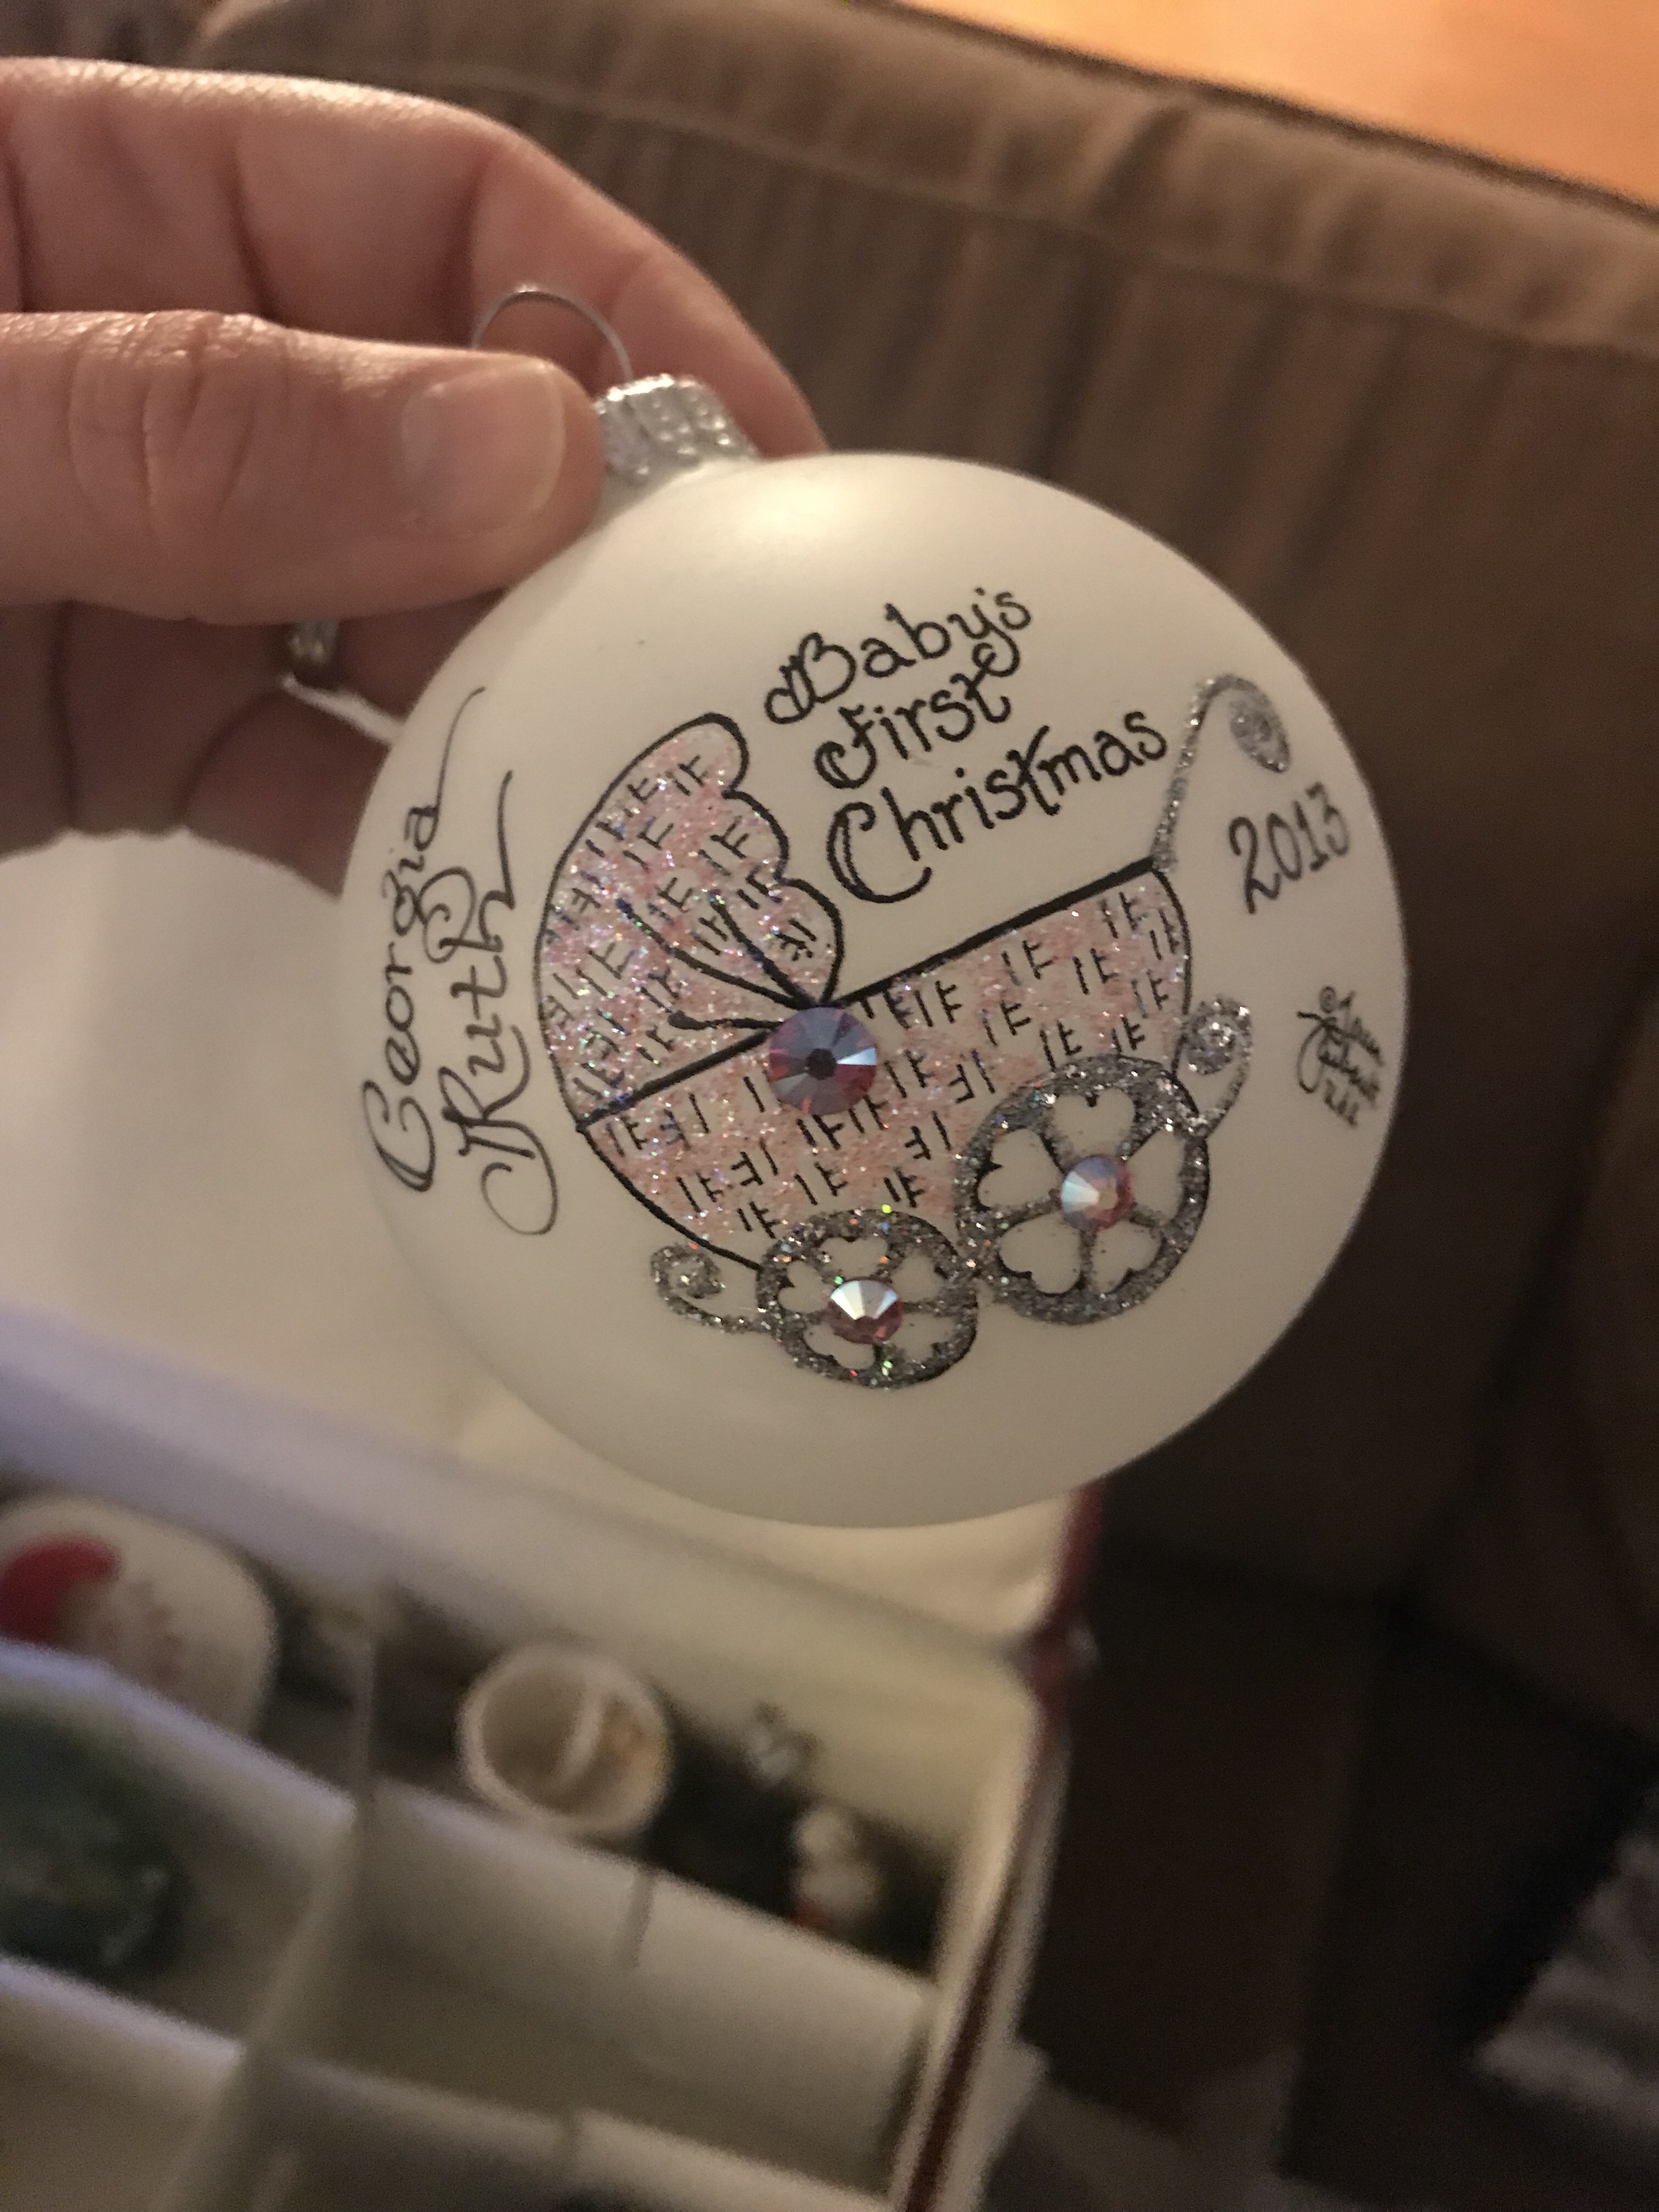 Georgia
Ruth
Baby's
First
Christmas
2013